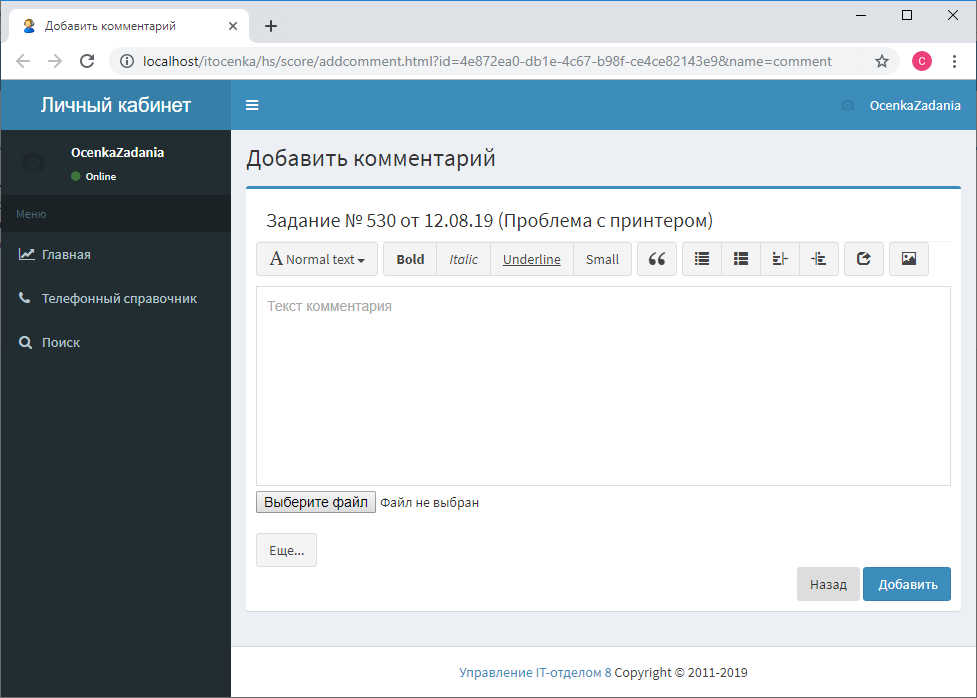 Добавить комментарий
localhost/itocenka/hs/score/addcomment.html?id=4e872ea0-db1e-4c67-b98f-ce4ce82143e9&name=comment
C
Личный кабинет
OcenkaZadania
OcenkaZadania
Online
Меню
Главная
Телефонный справочник
Поиск
Добавить комментарий
Задание № 530 от 12.08.19 (Проблема с принтером)
A Normal text Bold Italic Underline Small
Текст комментария
Выберите файл Файл не выбран
Еще...
Назад Добавить
Управление IT-отделом 8 Copyright © 2011-2019